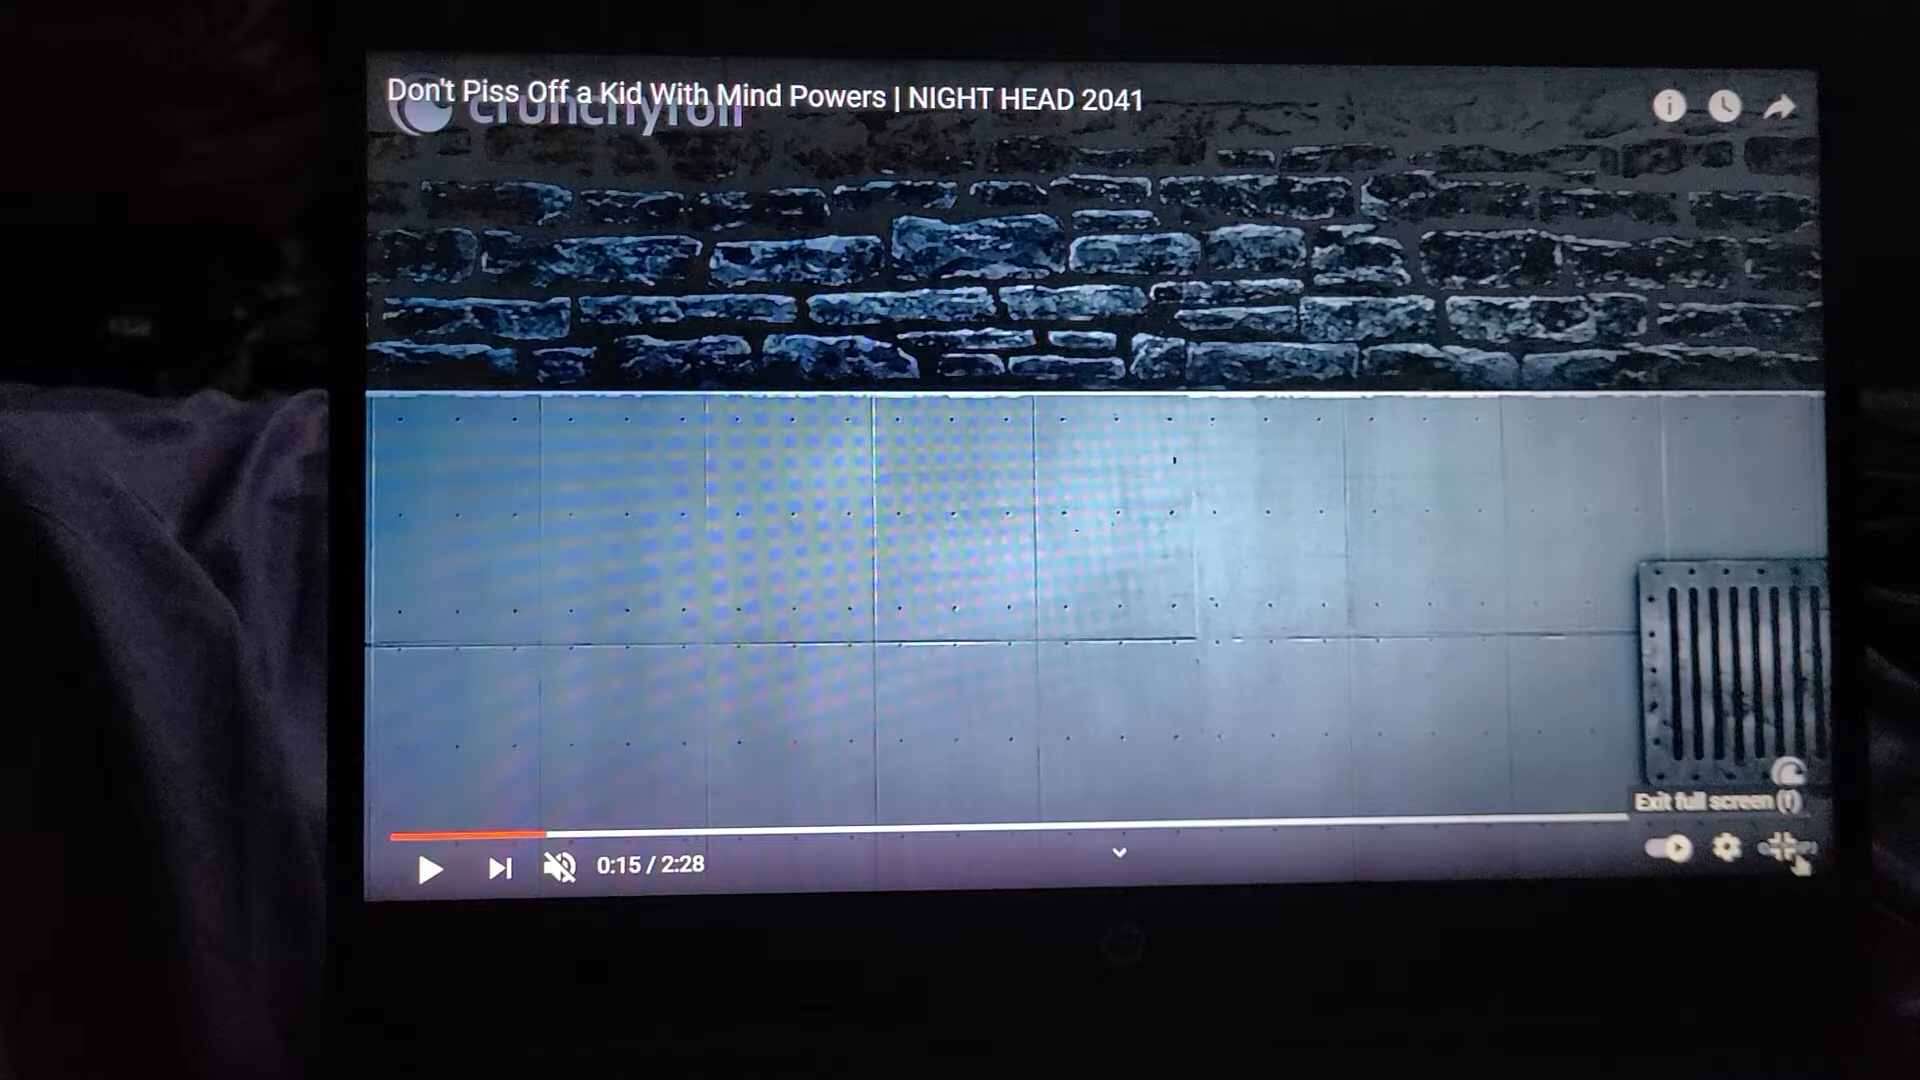 Don't Piss Off a Kid With Mind Powers | NIGHT HEAD 2041
crunchyroll
Exit full screen (f)
0:15 / 2:28